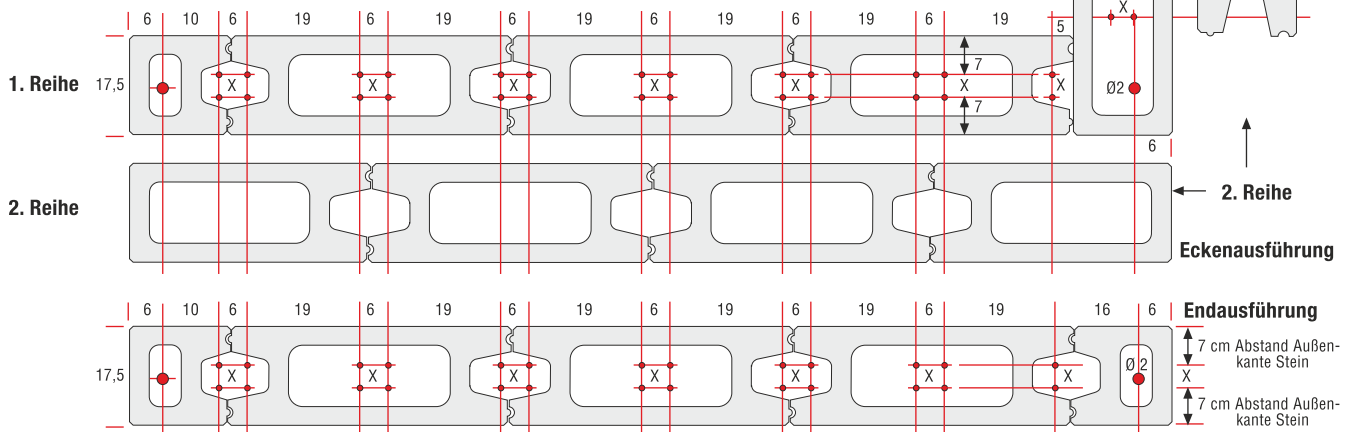 6 10 6 19 6 19 6 19 6 19 6 19 5 X
1. Reihe 17,5 X X X X X 7 X X Ø2
7
6
2. Reihe 2. Reihe
Eckenausführung
6 10 6 19 6 19 6 19 6 19 6 19 6 19 16 6 Endausführung
7 cm Abstand Außen-
kante Stein
17,5 X X X X X X X Ø 2 X
7 cm Abstand Außen-
kante Stein